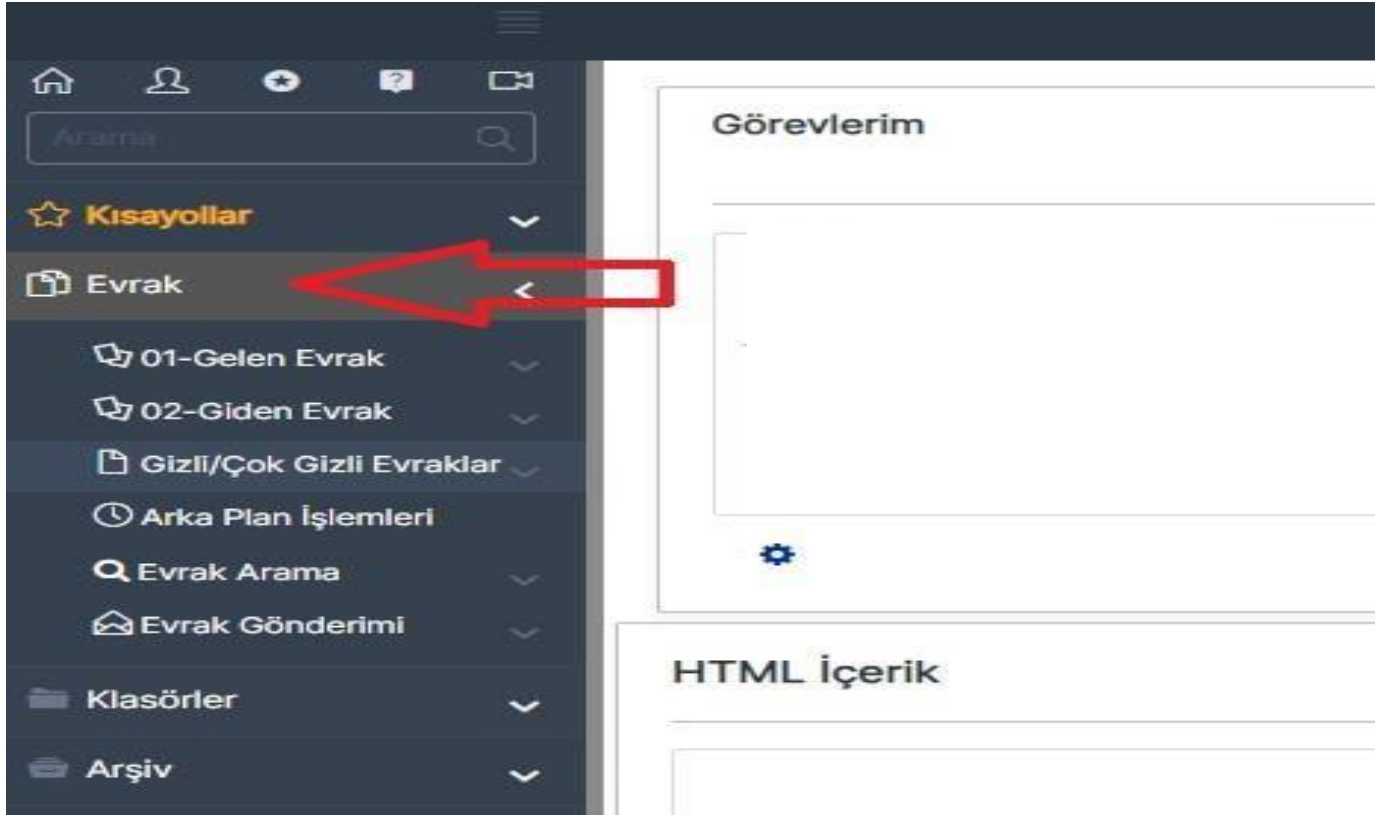 Arama
Kısayollar
Evrak
01-Gelen Evrak
02-Giden Evrak
Gizli/Çok Gizli Evraklar
Arka Plan İşlemleri
Evrak Arama
Evrak Gönderimi
Klasörler
Arşiv
Görevlerim
HTML İçerik